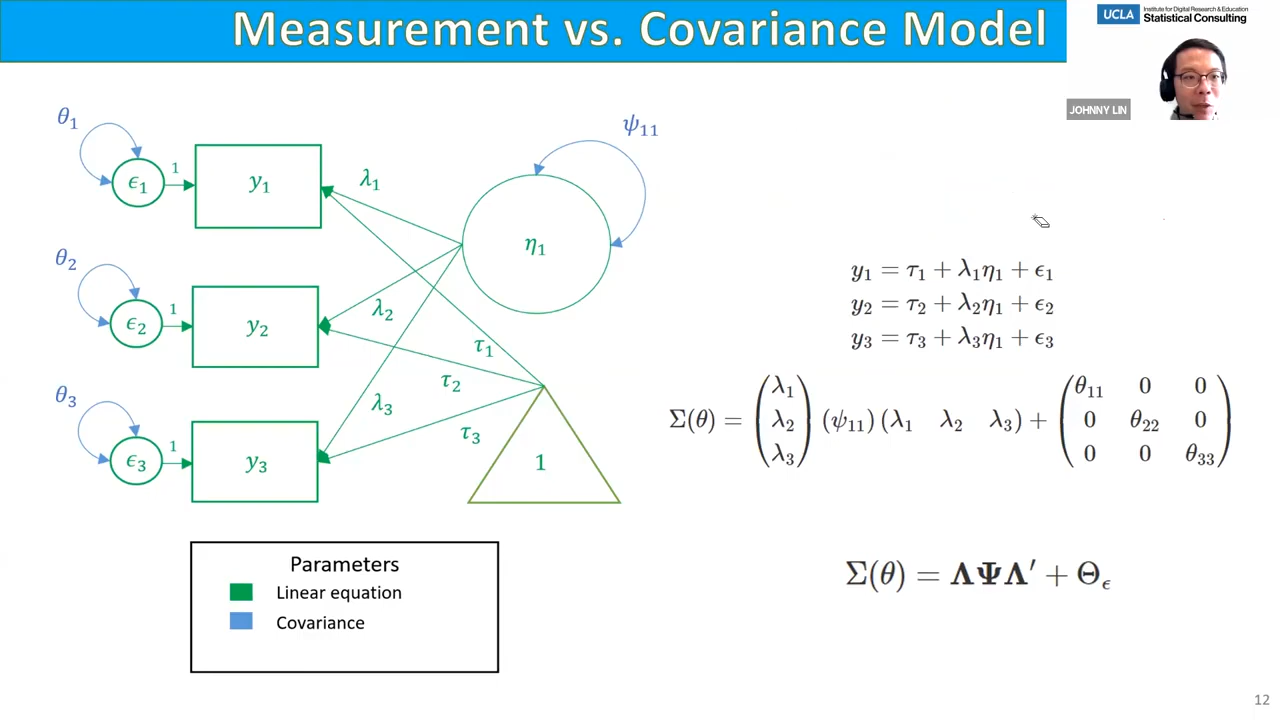 Measurement vs. Covariance Model
UCLA Institute for Digital Research & Education
Statistical Consulting
JOHNNY LIN
θ₁
ϵ₁
1
y₁
λ₁
η₁
ψ₁₁
θ₂
ϵ₂
1
y₂
λ₂
τ₁
τ₂
θ₃
ϵ₃
1
y₃
λ₃
τ₃
1
y₁ = τ₁ + λ₁η₁ + ϵ₁
y₂ = τ₂ + λ₂η₁ + ϵ₂
y₃ = τ₃ + λ₃η₁ + ϵ₃
λ₁ θ₁₁ 0 0
Σ(θ) = ( λ₂ ) (ψ₁₁) (λ₁ λ₂ λ₃) + ( 0 θ₂₂ 0 )
λ₃ 0 0 θ₃₃
Σ(θ) = ΛΨΛ′ + Θϵ
Parameters
Linear equation
Covariance
12